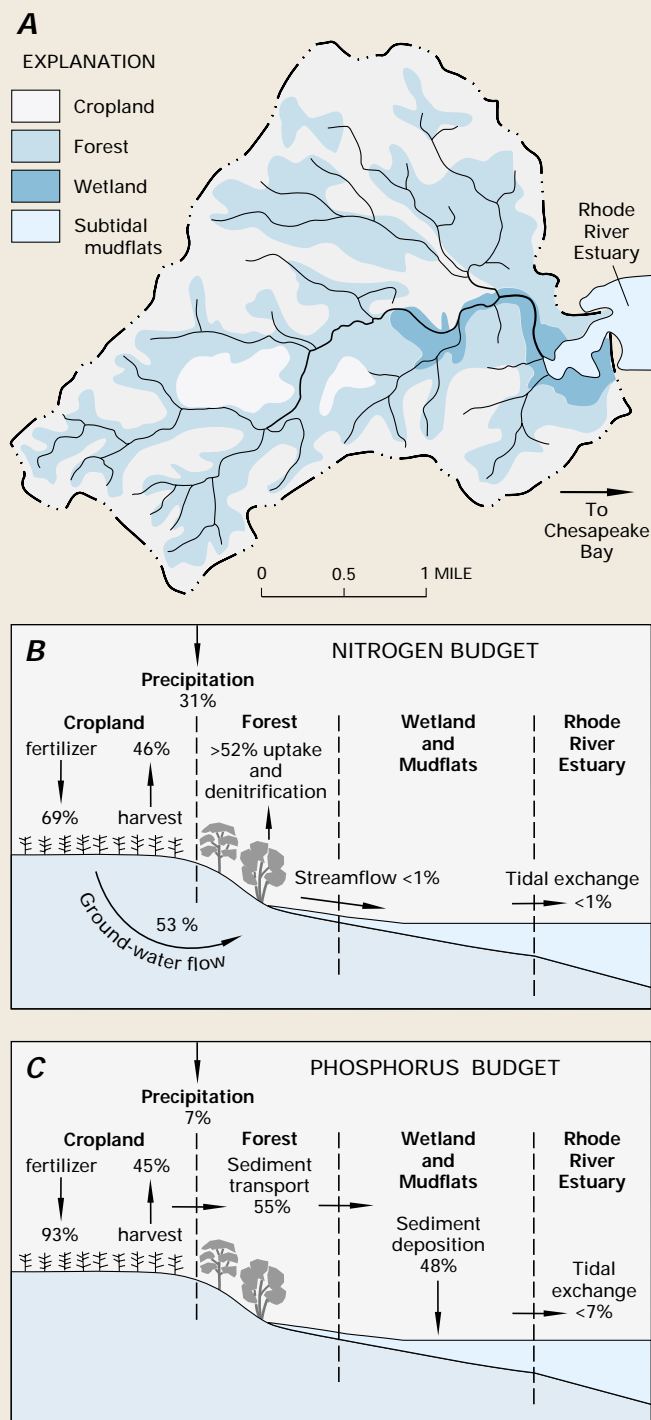 A
EXPLANATION
Cropland
Forest
Wetland
Subtidal
mudflats
Rhode
River
Estuary
To
Chesapeake
Bay
0 0.5 1 MILE
B
NITROGEN BUDGET
Precipitation
31%
Cropland
fertilizer 46%
69% harvest
Forest
>52% uptake
and
denitrification
Wetland
and
Mudflats
Rhode
River
Estuary
Streamflow <1%
Tidal exchange
<1%
53 %
Ground-water flow
C
PHOSPHORUS BUDGET
Precipitation
7%
Cropland
fertilizer 45%
93% harvest
Forest
Sediment
transport
55%
Wetland
and
Mudflats
Sediment
deposition
48%
Rhode
River
Estuary
Tidal
exchange
<7%